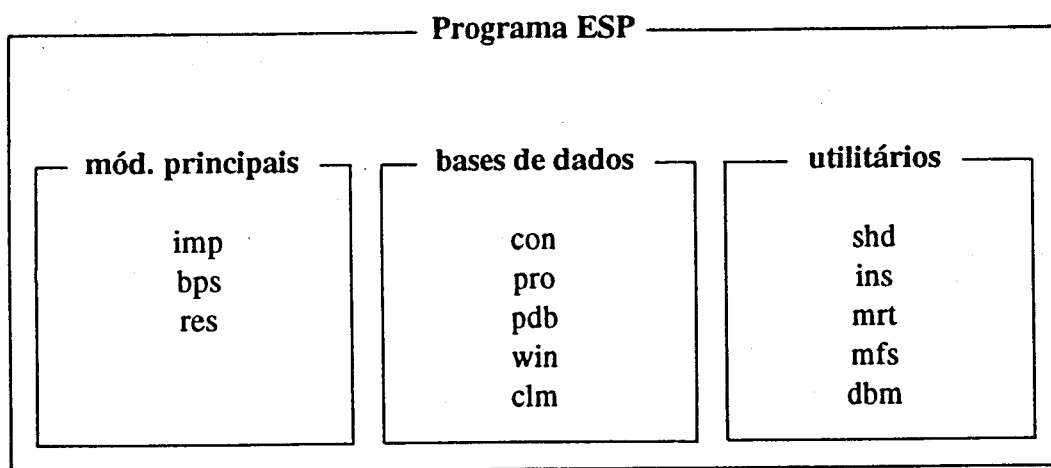 Programa ESP
mód. principais
imp
bps
res
bases de dados
con
pro
pdb
win
clm
utilitários
shd
ins
mrt
mfs
dbm